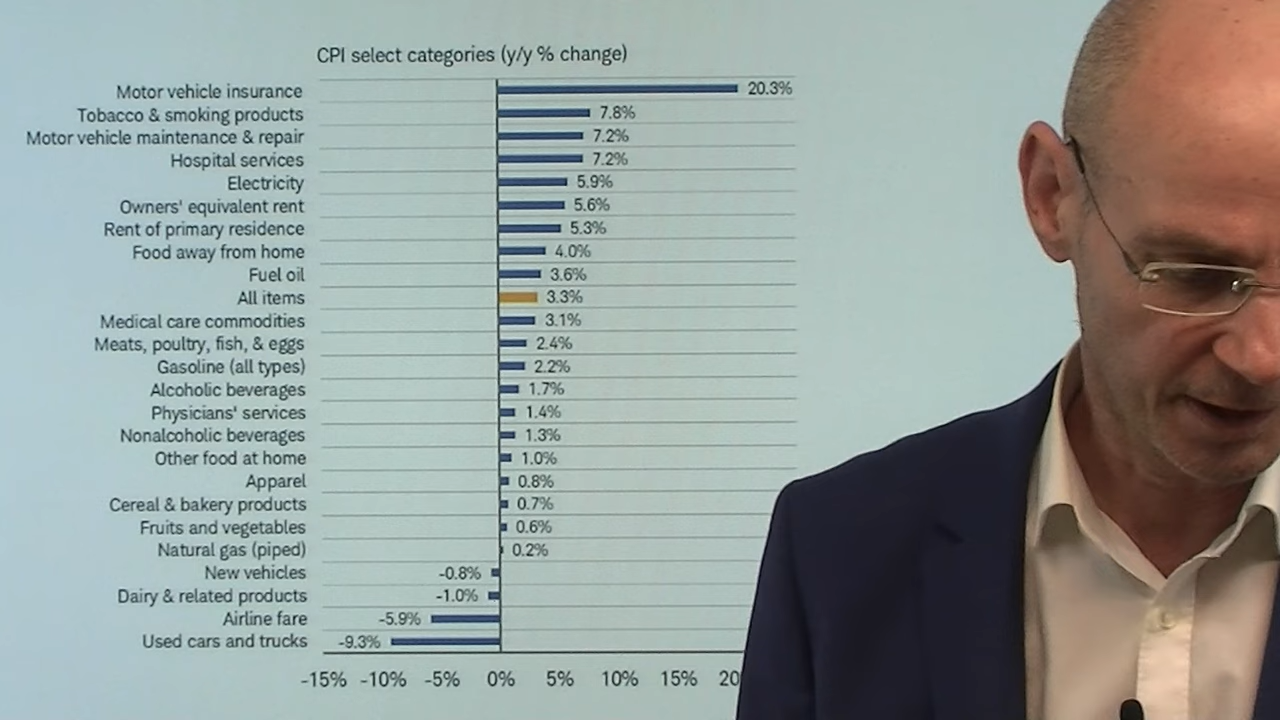 CPI select categories (y/y % change)
Motor vehicle insurance 20.3%
Tobacco & smoking products 7.8%
Motor vehicle maintenance & repair 7.2%
Hospital services 7.2%
Electricity 5.9%
Owners' equivalent rent 5.6%
Rent of primary residence 5.3%
Food away from home 4.0%
Fuel oil 3.6%
All items 3.3%
Medical care commodities 3.1%
Meats, poultry, fish, & eggs 2.4%
Gasoline (all types) 2.2%
Alcoholic beverages 1.7%
Physicians' services 1.4%
Nonalcoholic beverages 1.3%
Other food at home 1.0%
Apparel 0.8%
Cereal & bakery products 0.7%
Fruits and vegetables 0.6%
Natural gas (piped) 0.2%
New vehicles -0.8%
Dairy & related products -1.0%
Airline fare -5.9%
Used cars and trucks -9.3%
-15% -10% -5% 0% 5% 10% 15% 20